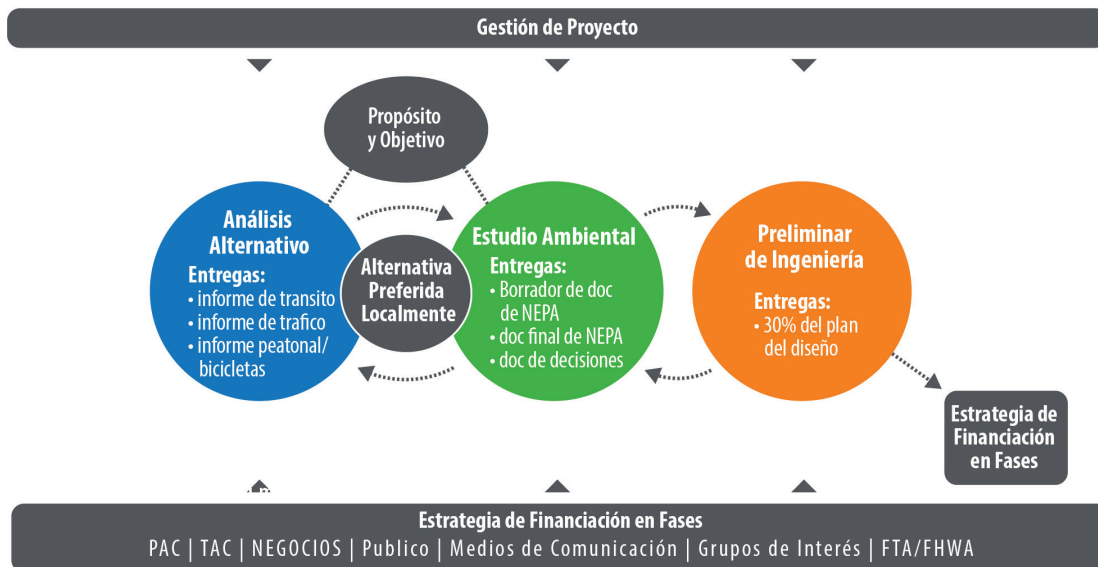 Gestión de Proyecto
Propósito
y Objetivo
Análisis
Alternativo
Entregas:
• informe de transito
• informe de trafico
• informe peatonal/
bicicletas
Alternativa
Preferida
Localmente
Estudio Ambiental
Entregas:
• Borrador de doc
de NEPA
• doc final de NEPA
• doc de decisiones
Preliminar
de Ingeniería
Entregas:
• 30% del plan
del diseño
Estrategia de
Financiación
en Fases
Estrategia de Financiación en Fases
PAC | TAC | NEGOCIOS | Publico | Medios de Comunicación | Grupos de Interés | FTA/FHWA